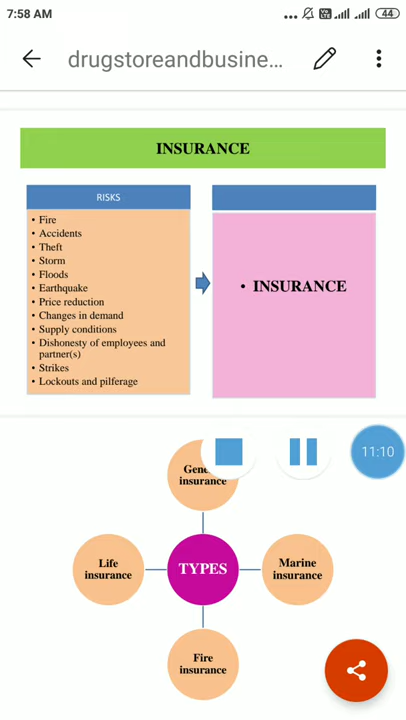 7:58 AM
... Vo LTE 44
drugstoreandbusine...
INSURANCE
RISKS
• Fire
• Accidents
• Theft
• Storm
• Floods
• Earthquake
• Price reduction
• Changes in demand
• Supply conditions
• Dishonesty of employees and
partner(s)
• Strikes
• Lockouts and pilferage
• INSURANCE
insurance
11:10
Life
insurance
TYPES
Marine
insurance
Fire
insurance